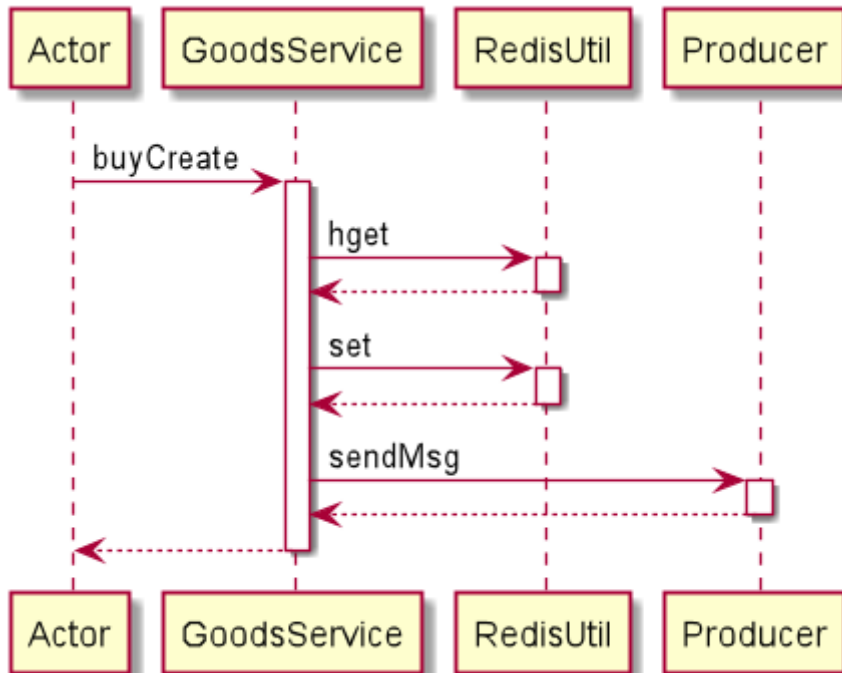 Actor GoodsService RedisUtil Producer
buyCreate
hget
set
sendMsg
Actor GoodsService RedisUtil Producer